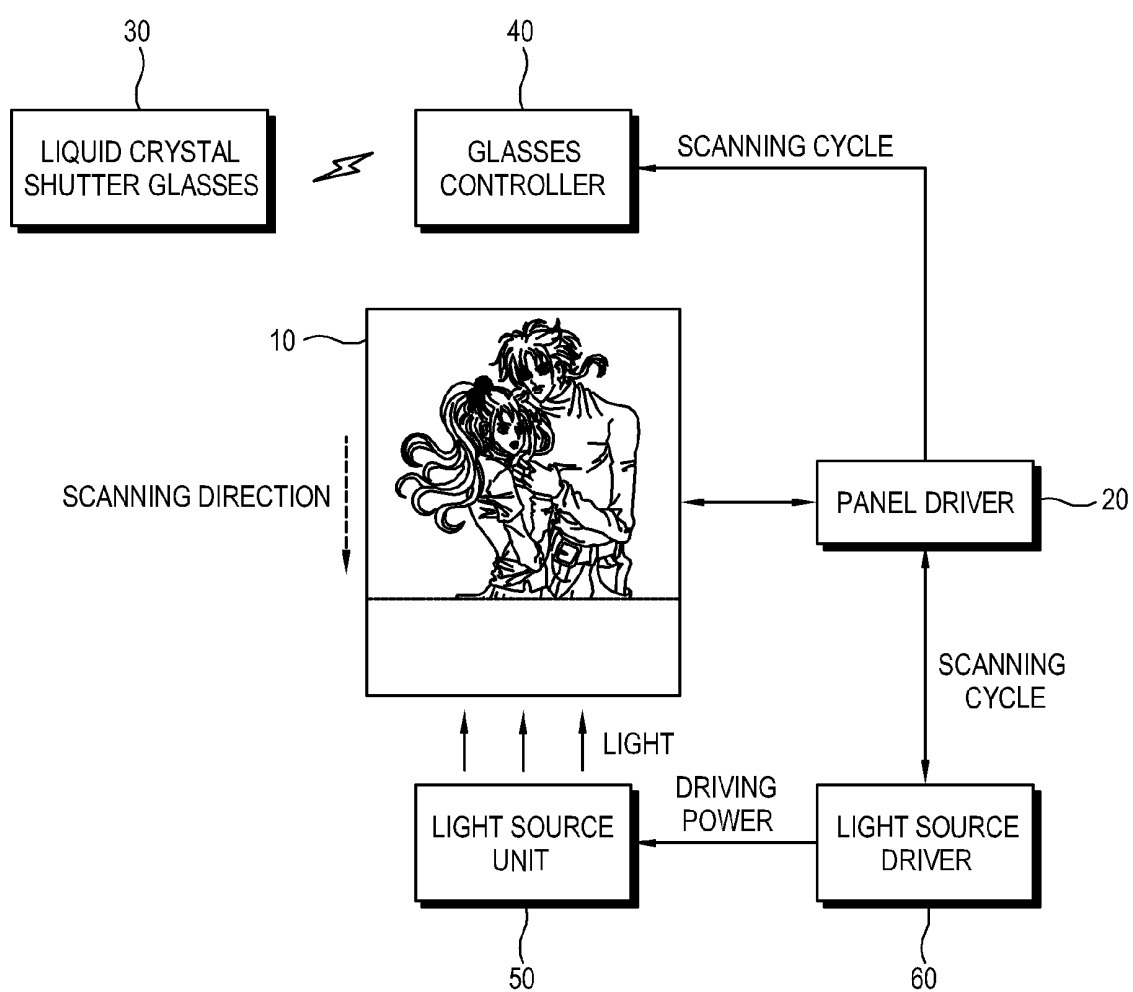 30
40
LIQUID CRYSTAL
SHUTTER GLASSES
GLASSES
CONTROLLER
SCANNING CYCLE
10
SCANNING DIRECTION
PANEL DRIVER
20
SCANNING
CYCLE
LIGHT
DRIVING
POWER
LIGHT SOURCE
UNIT
LIGHT SOURCE
DRIVER
50
60